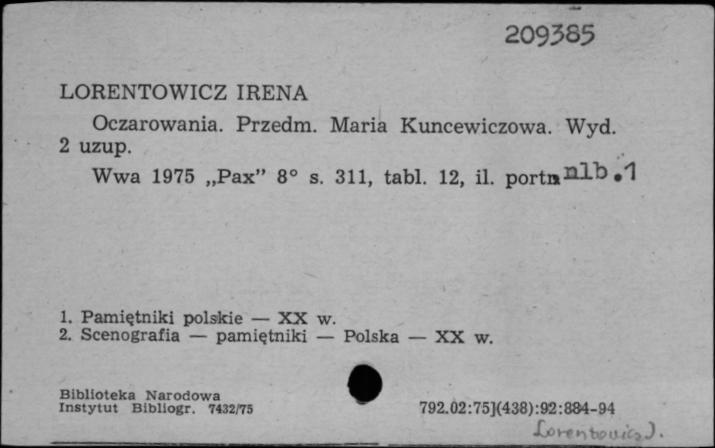 209385
LORENTOWICZ IRENA
Oczarowania. Przedm. Maria Kuncewiczowa. Wyd.
2 uzup.
Wwa 1975 „Pax” 8° s. 311, tabl. 12, il. portn nlb.1
1. Pamiętniki polskie — XX w.
2. Scenografia — pamiętniki — Polska — XX w.
Biblioteka Narodowa
Instytut Bibliogr. 7432/75
792.02:75](438):92:884-94
Lorentowicz J.